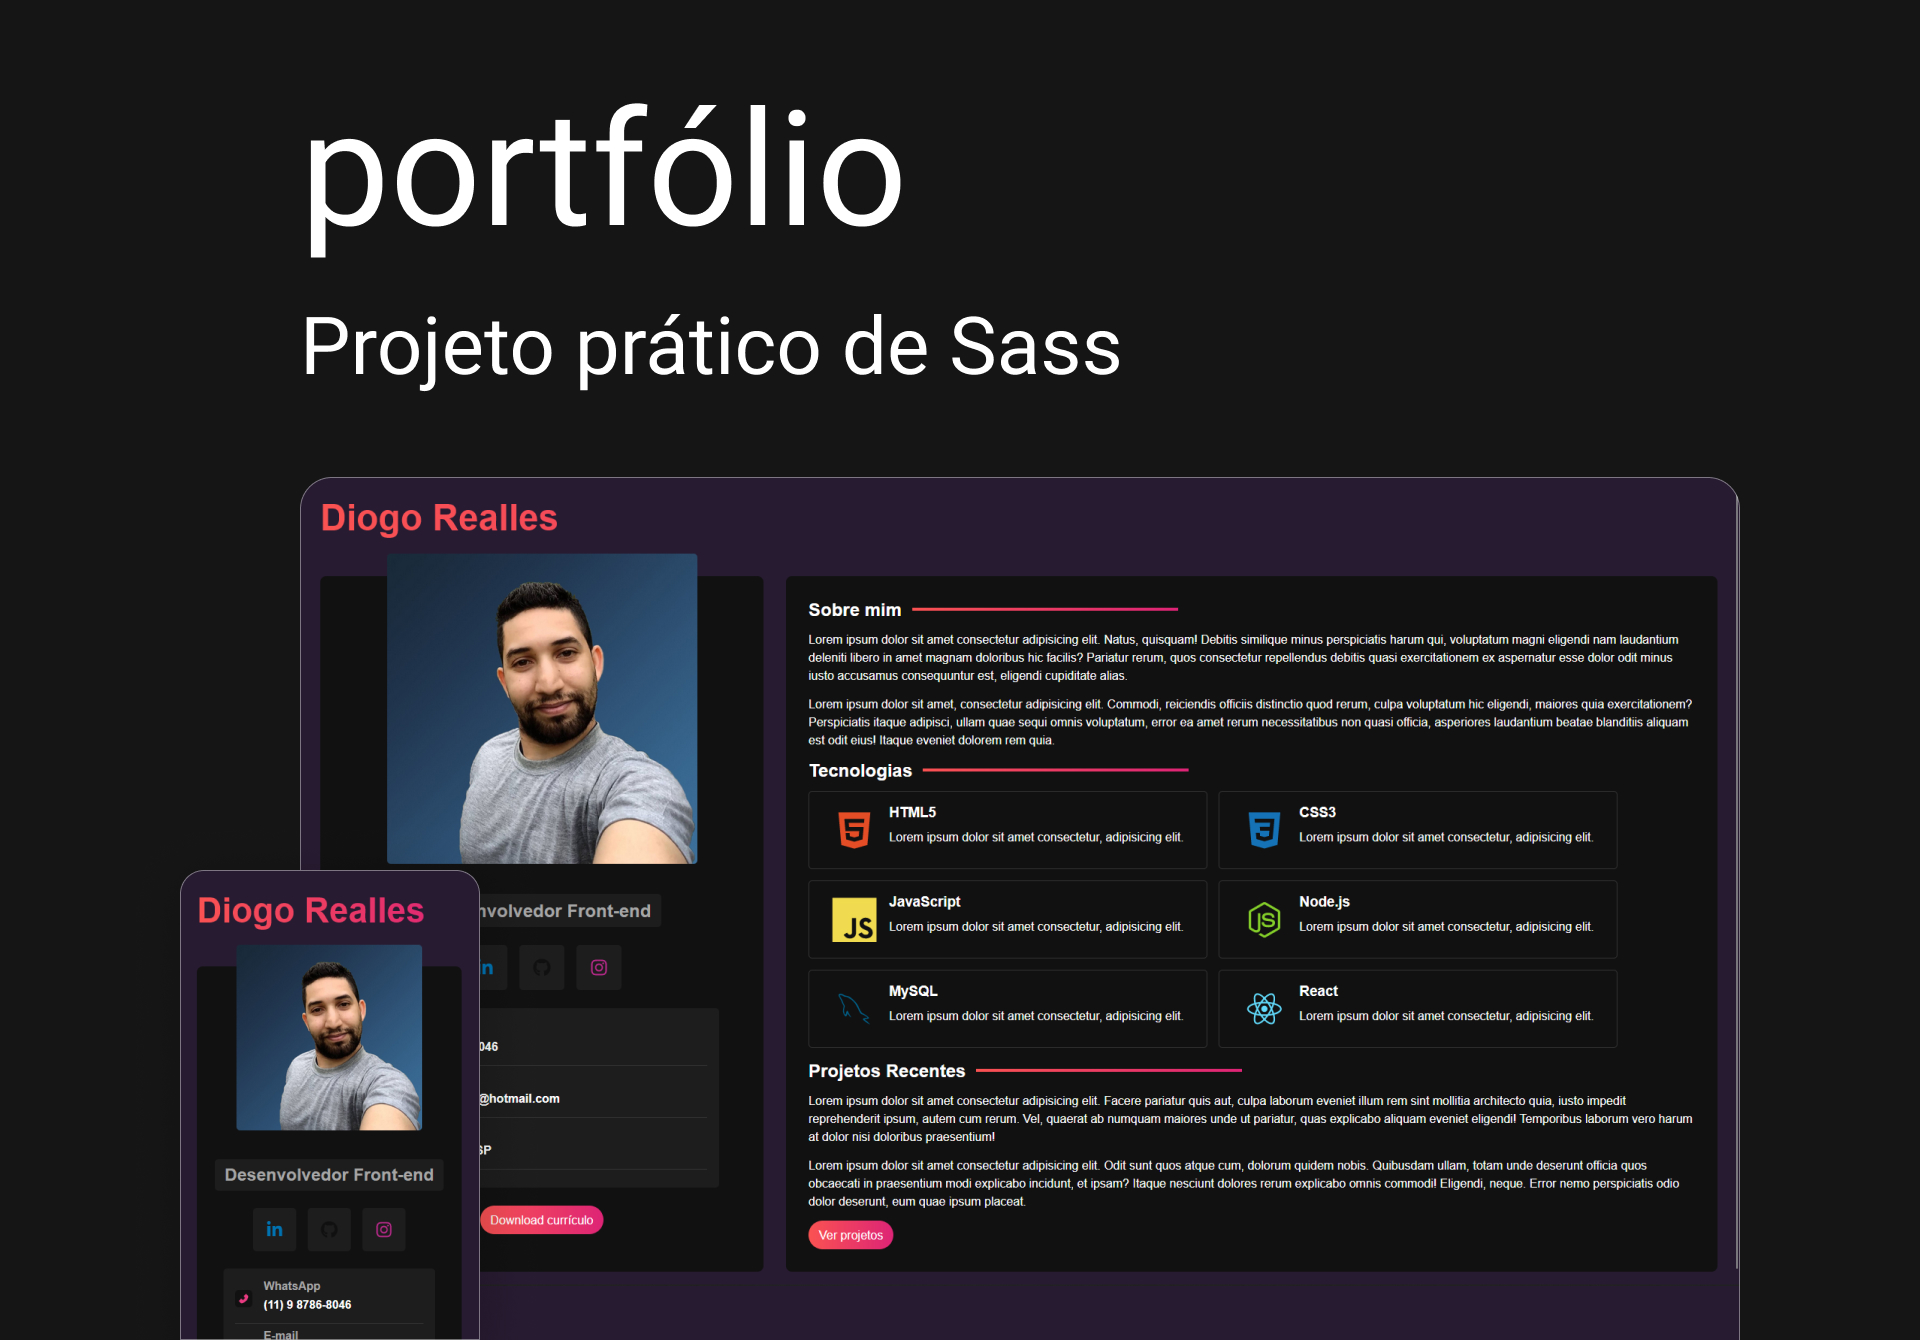 portfólio
Projeto prático de Sass
Diogo Realles
Sobre mim
Lorem ipsum dolor sit amet consectetur adipisicing elit. Natus, quisquam! Debitis similique minus perspiciatis harum qui, voluptatum magni eligendi nam laudantium
deleniti libero in amet magnam doloribus hic facilis? Pariatur rerum, quos consectetur repellendus debitis quasi exercitationem ex aspernatur esse dolor odit minus
iusto accusamus consequuntur est, eligendi cupiditate alias.
Lorem ipsum dolor sit amet, consectetur adipisicing elit. Commodi, reiciendis officiis distinctio quod rerum, culpa voluptatum hic eligendi, maiores quia exercitationem?
Perspiciatis itaque adipisci, ullam quae sequi omnis voluptatum, error ea amet rerum necessitatibus non quasi officia, asperiores laudantium beatae blanditiis aliquam
est odit eius! Itaque eveniet dolorem rem quia.
Tecnologias
HTML5
Lorem ipsum dolor sit amet consectetur, adipisicing elit.
CSS3
Lorem ipsum dolor sit amet consectetur, adipisicing elit.
JS
JavaScript
Lorem ipsum dolor sit amet consectetur, adipisicing elit.
JS
Node.js
Lorem ipsum dolor sit amet consectetur, adipisicing elit.
MySQL
Lorem ipsum dolor sit amet consectetur, adipisicing elit.
React
Lorem ipsum dolor sit amet consectetur, adipisicing elit.
Projetos Recentes
Lorem ipsum dolor sit amet consectetur adipisicing elit. Facere pariatur quis aut, culpa laborum eveniet illum rem sint mollitia architecto quia, iusto impedit
reprehenderit ipsum, autem cum rerum. Vel, quaerat ab numquam maiores unde ut pariatur, quas explicabo aliquam eveniet eligendi! Temporibus laborum vero harum
at dolor nisi doloribus praesentium!
Lorem ipsum dolor sit amet consectetur adipisicing elit. Odit sunt quos atque cum, dolorum quidem nobis. Quibusdam ullam, totam unde deserunt officia quos
obcaecati in praesentium modi explicabo incidunt, et ipsam? Itaque nesciunt dolores rerum explicabo omnis commodi! Eligendi, neque. Error nemo perspiciatis odio
dolor deserunt, eum quae ipsum placeat.
Ver projetos
nvolvedor Front-end
in
046
@hotmail.com
SP
Download currículo
Diogo Realles
Desenvolvedor Front-end
in
WhatsApp
(11) 9 8786-8046
E-mail